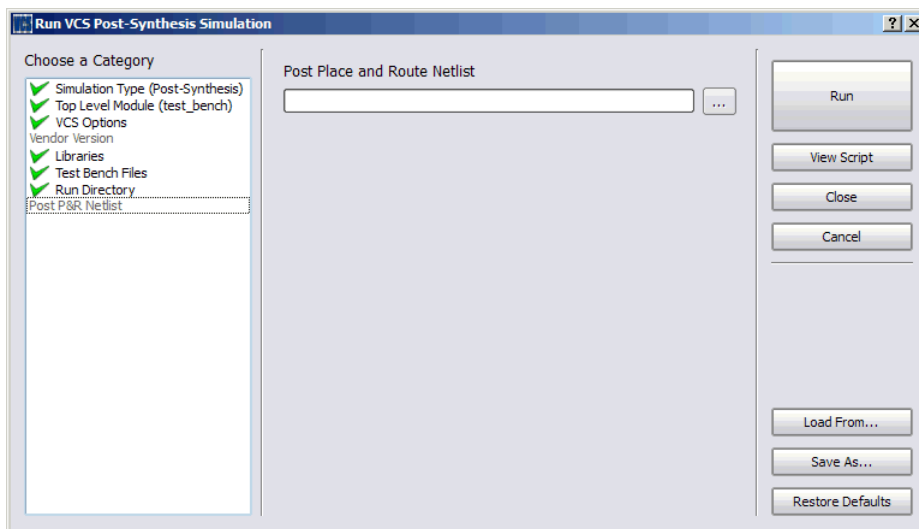 Run VCS Post-Synthesis Simulation
Choose a Category
Simulation Type (Post-Synthesis)
Top Level Module (test_bench)
VCS Options
Vendor Version
Libraries
Test Bench Files
Run Directory
Post P&R Netlist
Post Place and Route Netlist
...
Run
View Script
Close
Cancel
Load From...
Save As...
Restore Defaults